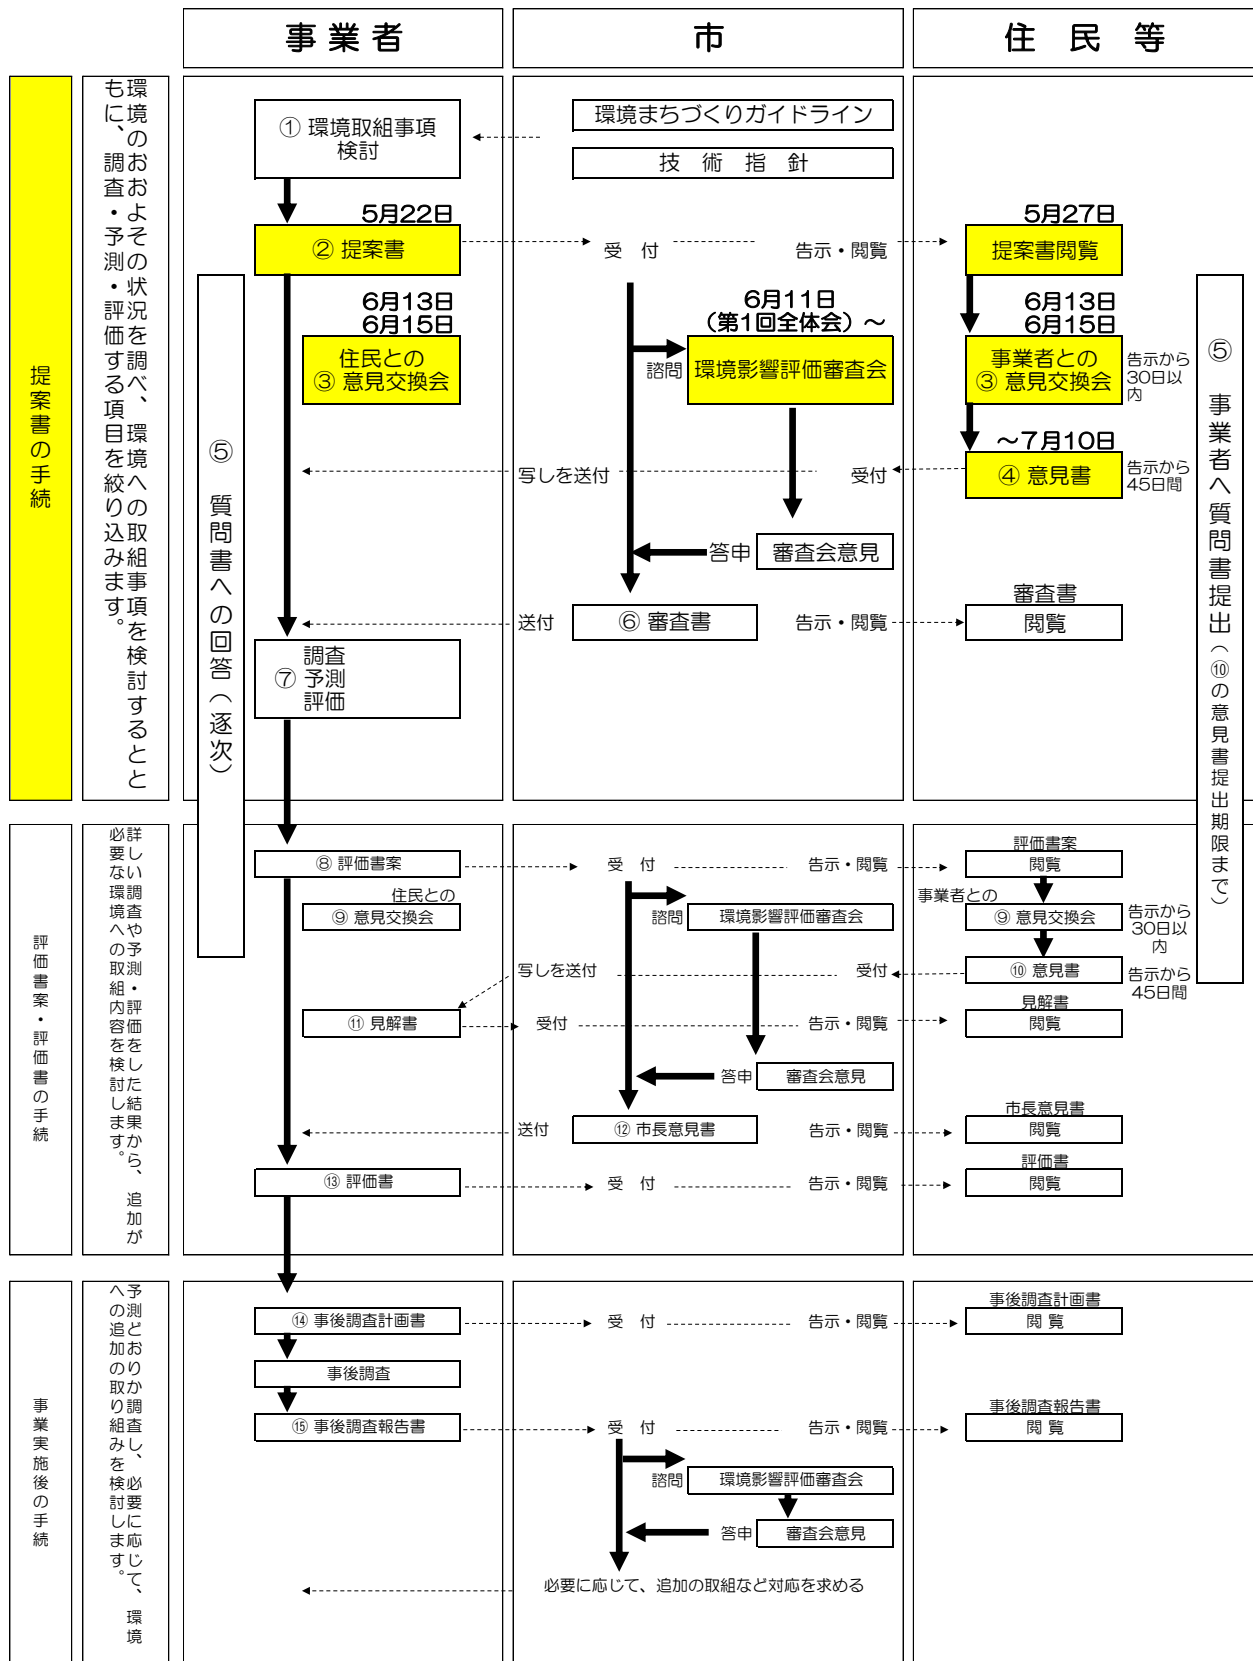 事業者
市
住民等
提案書の手続
環境のおおよその状況を調べ、環境への取組事項を検討するとと
もに、調査・予測・評価する項目を絞り込みます。
① 環境取組事項
検討
環境まちづくりガイドライン
技術指針
5月22日
② 提案書
受付
告示・閲覧
5月27日
提案書閲覧
6月13日
6月15日
住民との
③ 意見交換会
6月11日
（第1回全体会）～
諮問
環境影響評価審査会
6月13日
6月15日
事業者との
③ 意見交換会
告示から
30日以
内
～7月10日
④ 意見書
告示から
45日間
受付
写しを送付
答申
審査会意見
⑥ 審査書
送付
告示・閲覧
審査書
閲覧
⑦ 調査
予測
評価
⑤ 質問書への回答（逐次）
⑤ 事業者へ質問書提出（⑩の意見書提出期限まで）
評価書案・評価書の手続
詳しい調査や予測・評価をした結果から、追加が
必要な環境への取組内容を検討します。
⑧ 評価書案
受付
告示・閲覧
評価書案
閲覧
住民との
⑨ 意見交換会
諮問
環境影響評価審査会
事業者との
⑨ 意見交換会
告示から
30日以
内
写しを送付
受付
⑩ 意見書
告示から
45日間
⑪ 見解書
受付
告示・閲覧
見解書
閲覧
答申
審査会意見
送付
⑫ 市長意見書
告示・閲覧
市長意見書
閲覧
⑬ 評価書
受付
告示・閲覧
評価書
閲覧
事業実施後の手続
予測どおりか調査し、必要に応じて、環境
への追加の取り組みを検討します。
⑭ 事後調査計画書
受付
告示・閲覧
事後調査計画書
閲覧
事後調査
⑮ 事後調査報告書
受付
告示・閲覧
事後調査報告書
閲覧
諮問
環境影響評価審査会
答申
審査会意見
必要に応じて、追加の取組など対応を求める